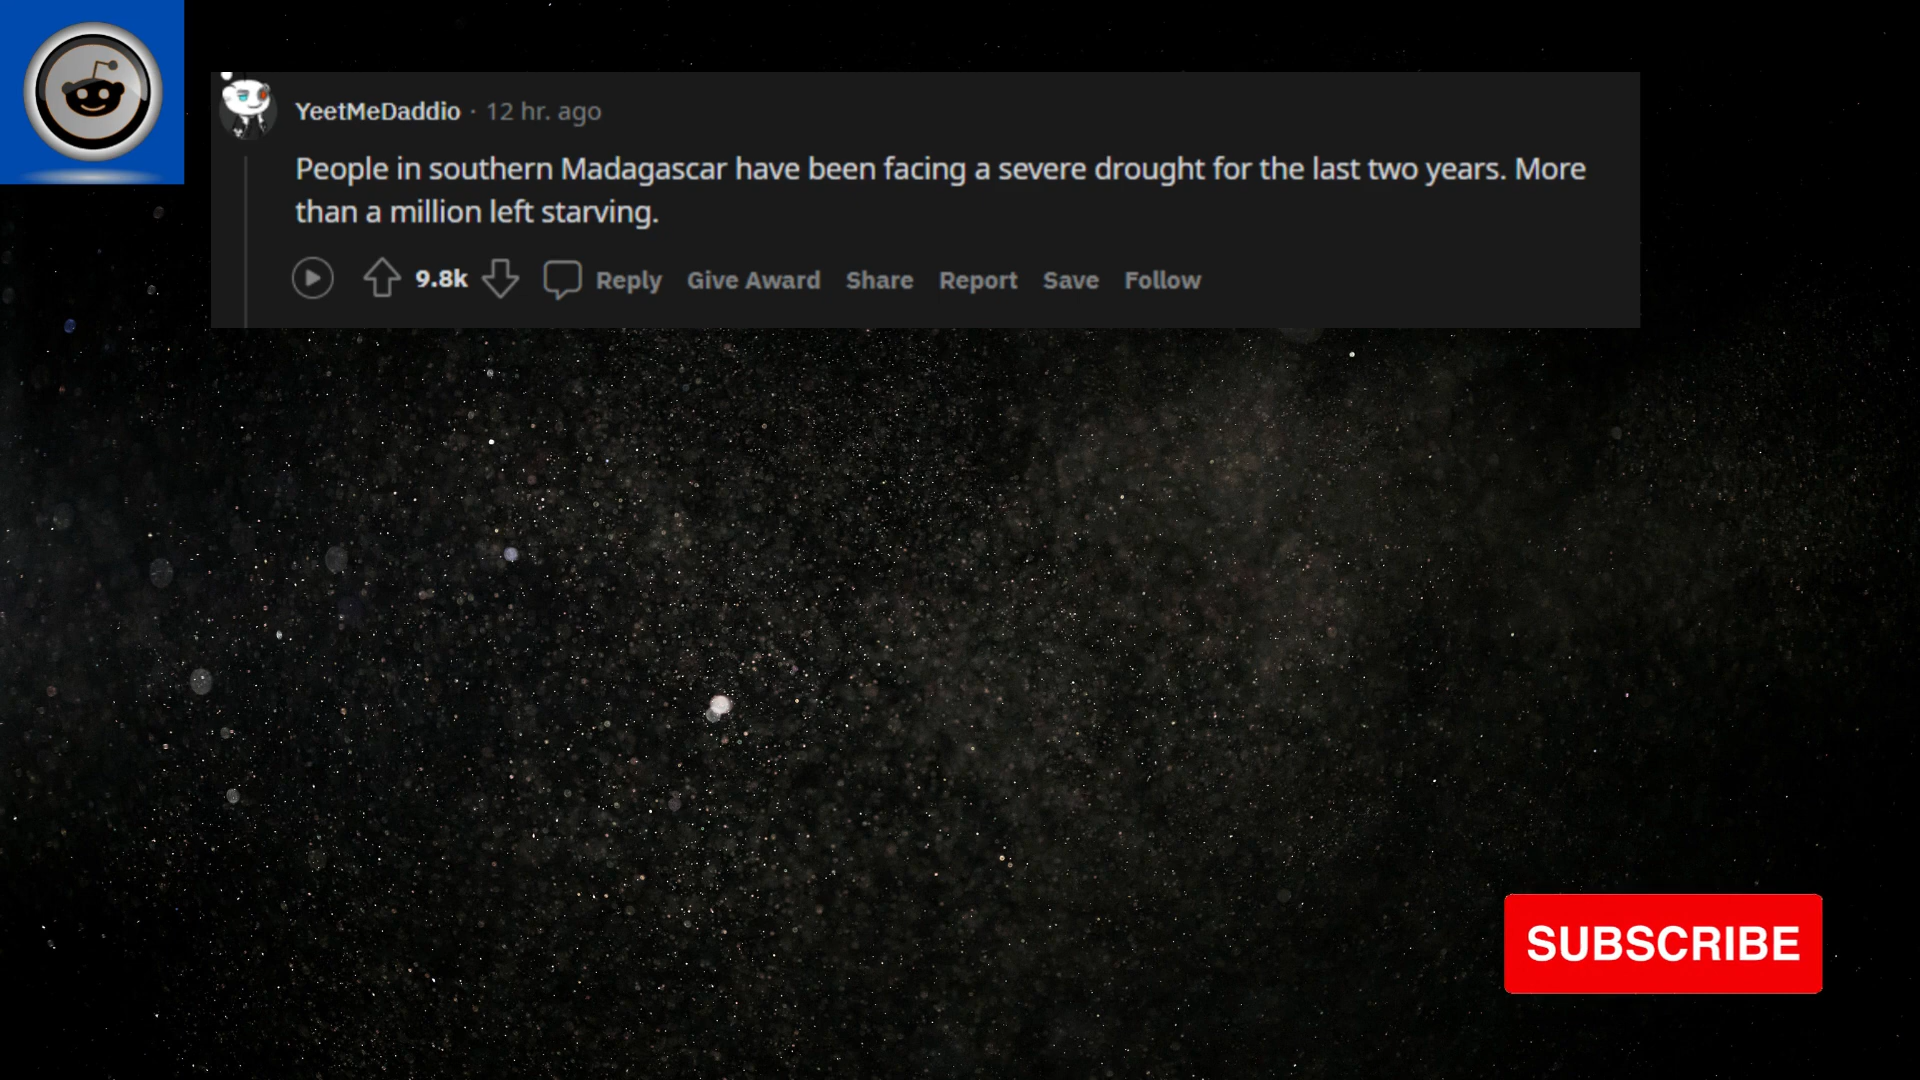 YeetMeDaddio · 12 hr. ago
People in southern Madagascar have been facing a severe drought for the last two years. More
than a million left starving.
9.8k Reply Give Award Share Report Save Follow
SUBSCRIBE